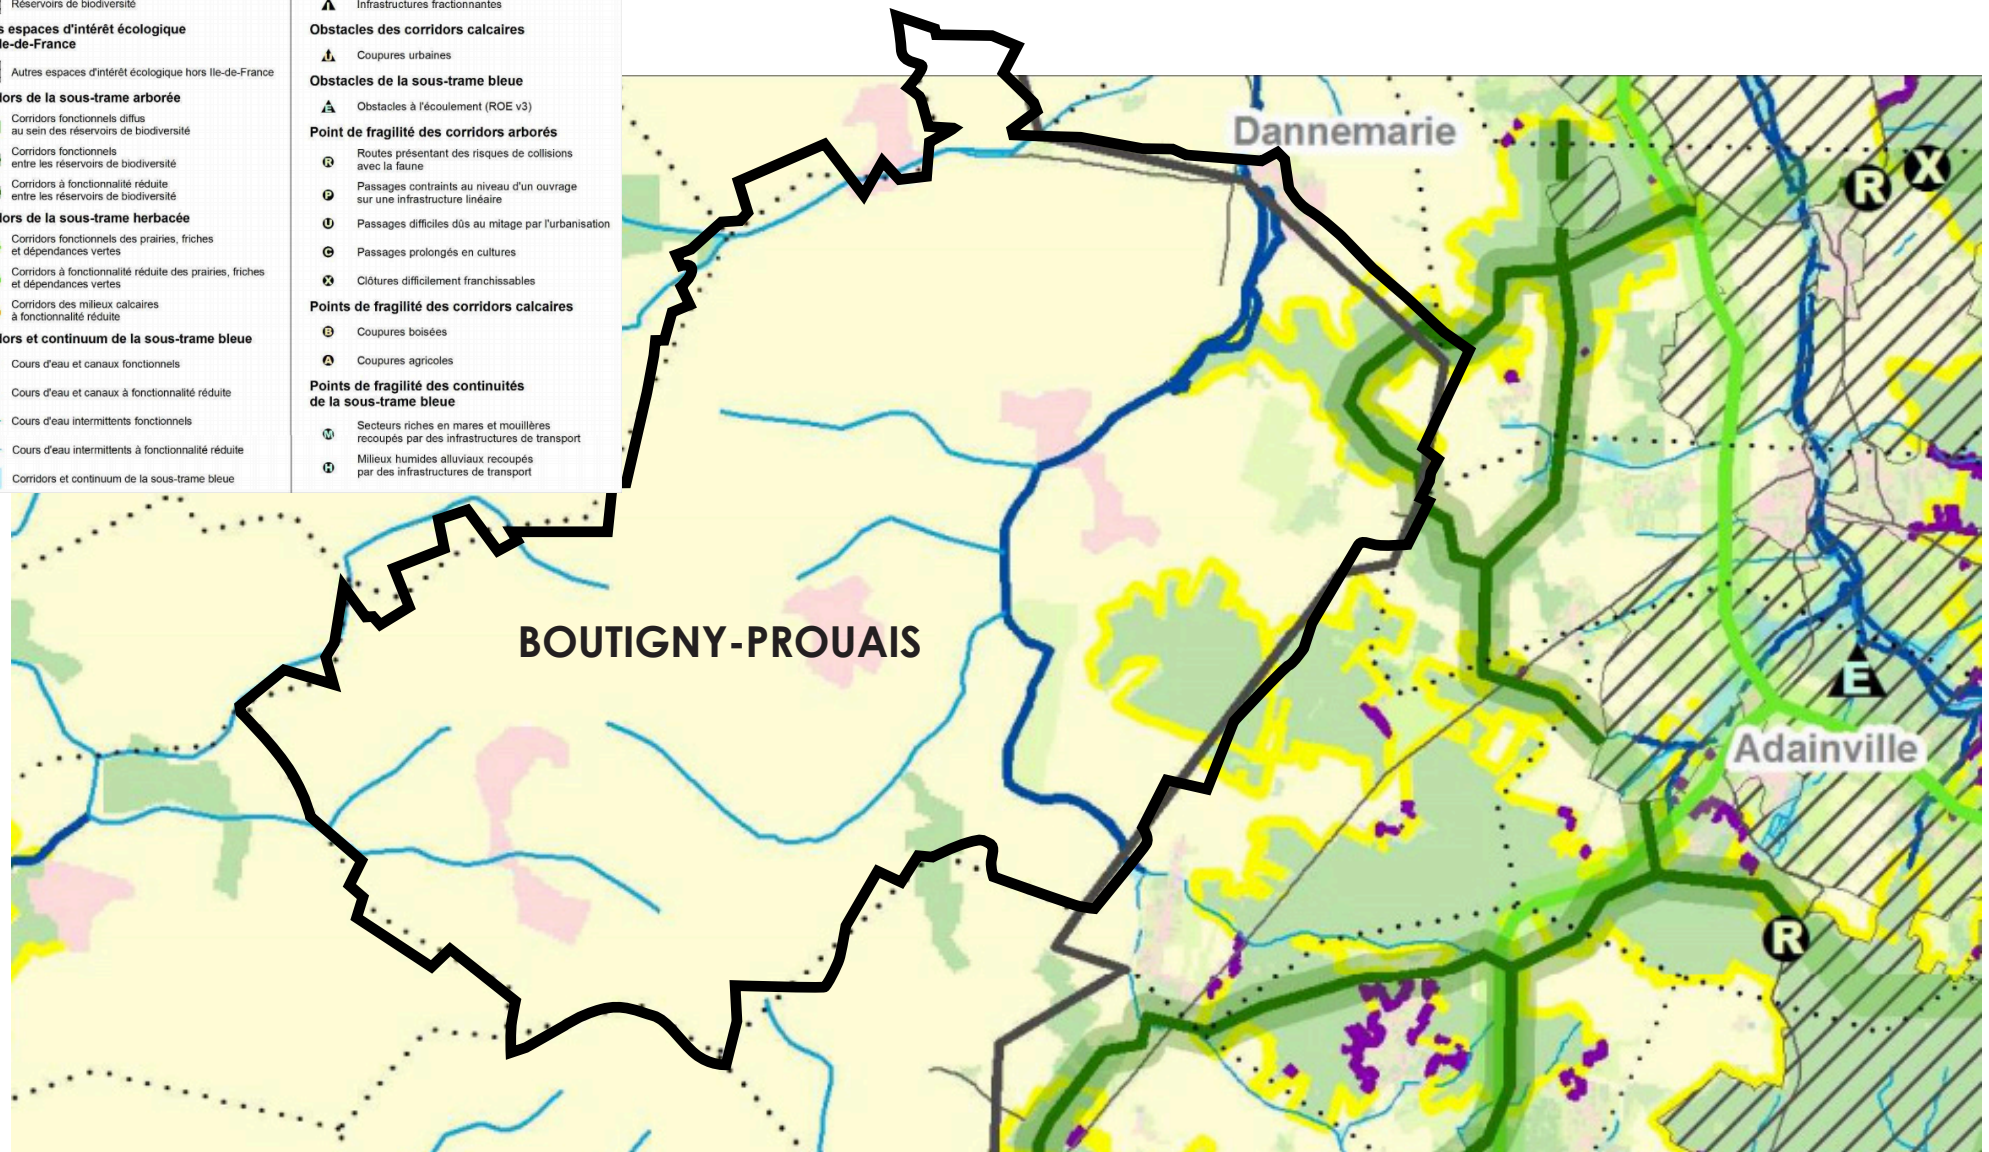 Réservoirs de biodiversité
s espaces d'intérêt écologique
le-de-France
Autres espaces d'intérêt écologique hors Ile-de-France
ors de la sous-trame arborée
Corridors fonctionnels diffus
au sein des réservoirs de biodiversité
Corridors fonctionnels
entre les réservoirs de biodiversité
Corridors à fonctionnalité réduite
entre les réservoirs de biodiversité
ors de la sous-trame herbacée
Corridors fonctionnels des prairies, friches
et dépendances vertes
Corridors à fonctionnalité réduite des prairies, friches
et dépendances vertes
Corridors des milieux calcaires
à fonctionnalité réduite
ors et continuum de la sous-trame bleue
Cours d'eau et canaux fonctionnels
Cours d'eau et canaux à fonctionnalité réduite
Cours d'eau intermittents fonctionnels
Cours d'eau intermittents à fonctionnalité réduite
Corridors et continuum de la sous-trame bleue
Infrastructures fractionnantes
Obstacles des corridors calcaires
Coupures urbaines
Obstacles de la sous-trame bleue
E Obstacles à l'écoulement (ROE v3)
Point de fragilité des corridors arborés
R Routes présentant des risques de collisions
avec la faune
P Passages contraints au niveau d'un ouvrage
sur une infrastructure linéaire
U Passages difficiles dûs au mitage par l'urbanisation
C Passages prolongés en cultures
X Clôtures difficilement franchissables
Points de fragilité des corridors calcaires
B Coupures boisées
A Coupures agricoles
Points de fragilité des continuités
de la sous-trame bleue
M Secteurs riches en mares et mouillères
recoupés par des infrastructures de transport
H Milieux humides alluviaux recoupés
par des infrastructures de transport
Dannemarie
R X
BOUTIGNY-PROUAIS
E
Adainville
R